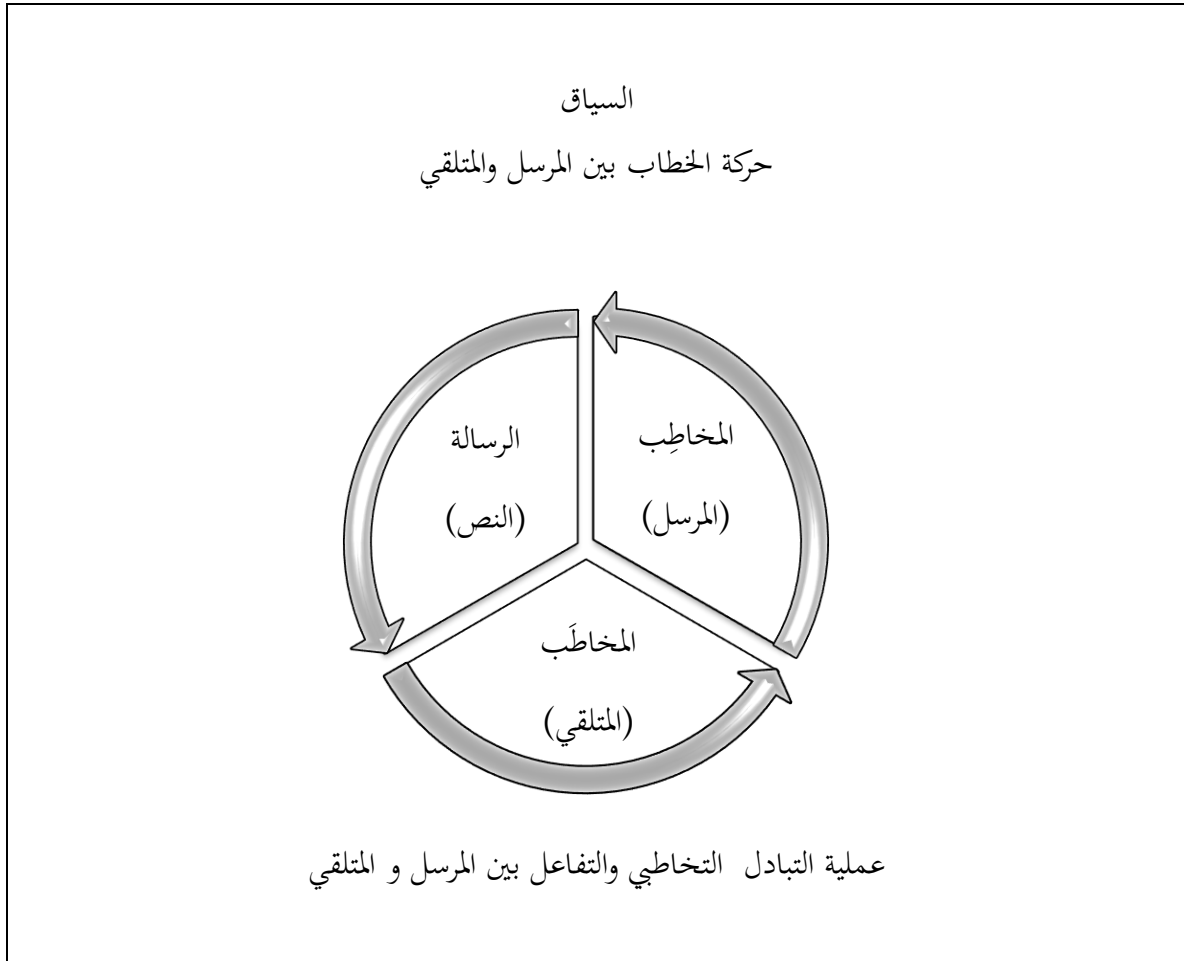 السياق
حركة الخطاب بين المرسل والمتلقي
المخاطِب
(المرسل)
الرسالة
(النص)
المخاطَب
(المتلقي)
عملية التبادل التخاطبي والتفاعل بين المرسل و المتلقي